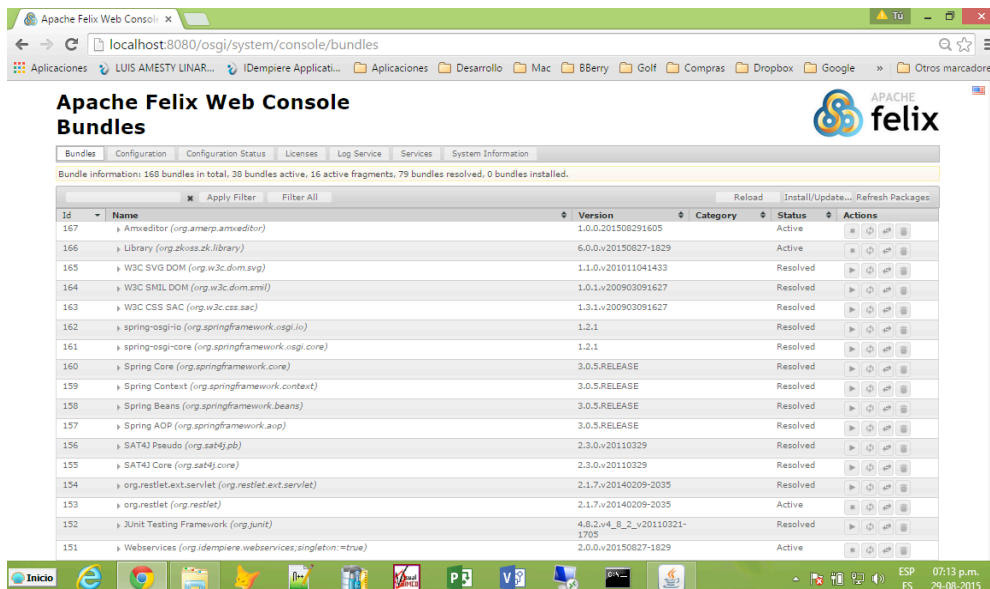 Apache Felix Web Console
Tú
localhost:8080/osgi/system/console/bundles
Aplicaciones LUIS AMESTY LINAR... IDempiere Applicati... Aplicaciones Desarrollo Mac BBerry Golf Compras Dropbox Google » Otros marcadore
Apache Felix Web Console
Bundles
APACHE
felix
Bundles Configuration Configuration Status Licenses Log Service Services System Information
Bundle information: 168 bundles in total, 38 bundles active, 16 active fragments, 79 bundles resolved, 0 bundles installed.
Apply Filter Filter All Reload Install/Update... Refresh Packages
Id Name Version Category Status Actions
167 Amxeditor (org.amerp.amxeditor) 1.0.0.201508291605 Active
166 Library (org.zkoss.zk.library) 6.0.0.v20150827-1829 Active
165 W3C SVG DOM (org.w3c.dom.svg) 1.1.0.v201011041433 Resolved
164 W3C SMIL DOM (org.w3c.dom.smil) 1.0.1.v200903091627 Resolved
163 W3C CSS SAC (org.w3c.css.sac) 1.3.1.v200903091627 Resolved
162 spring-osgi-io (org.springframework.osgi.io) 1.2.1 Resolved
161 spring-osgi-core (org.springframework.osgi.core) 1.2.1 Resolved
160 Spring Core (org.springframework.core) 3.0.5.RELEASE Resolved
159 Spring Context (org.springframework.context) 3.0.5.RELEASE Resolved
158 Spring Beans (org.springframework.beans) 3.0.5.RELEASE Resolved
157 Spring AOP (org.springframework.aop) 3.0.5.RELEASE Resolved
156 SAT4J Pseudo (org.sat4j.pb) 2.3.0.v20110329 Resolved
155 SAT4J Core (org.sat4j.core) 2.3.0.v20110329 Resolved
154 org.restlet.ext.servlet (org.restlet.ext.servlet) 2.1.7.v20140209-2035 Resolved
153 org.restlet (org.restlet) 2.1.7.v20140209-2035 Active
152 JUnit Testing Framework (org.junit) 4.8.2.v4_8_2_v20110321-
1705 Resolved
151 Webservices (org.idempiere.webservices;singleton:=true) 2.0.0.v20150827-1829 Active
Inicio
ESP 07:13 p.m.
ES 29-08-2015